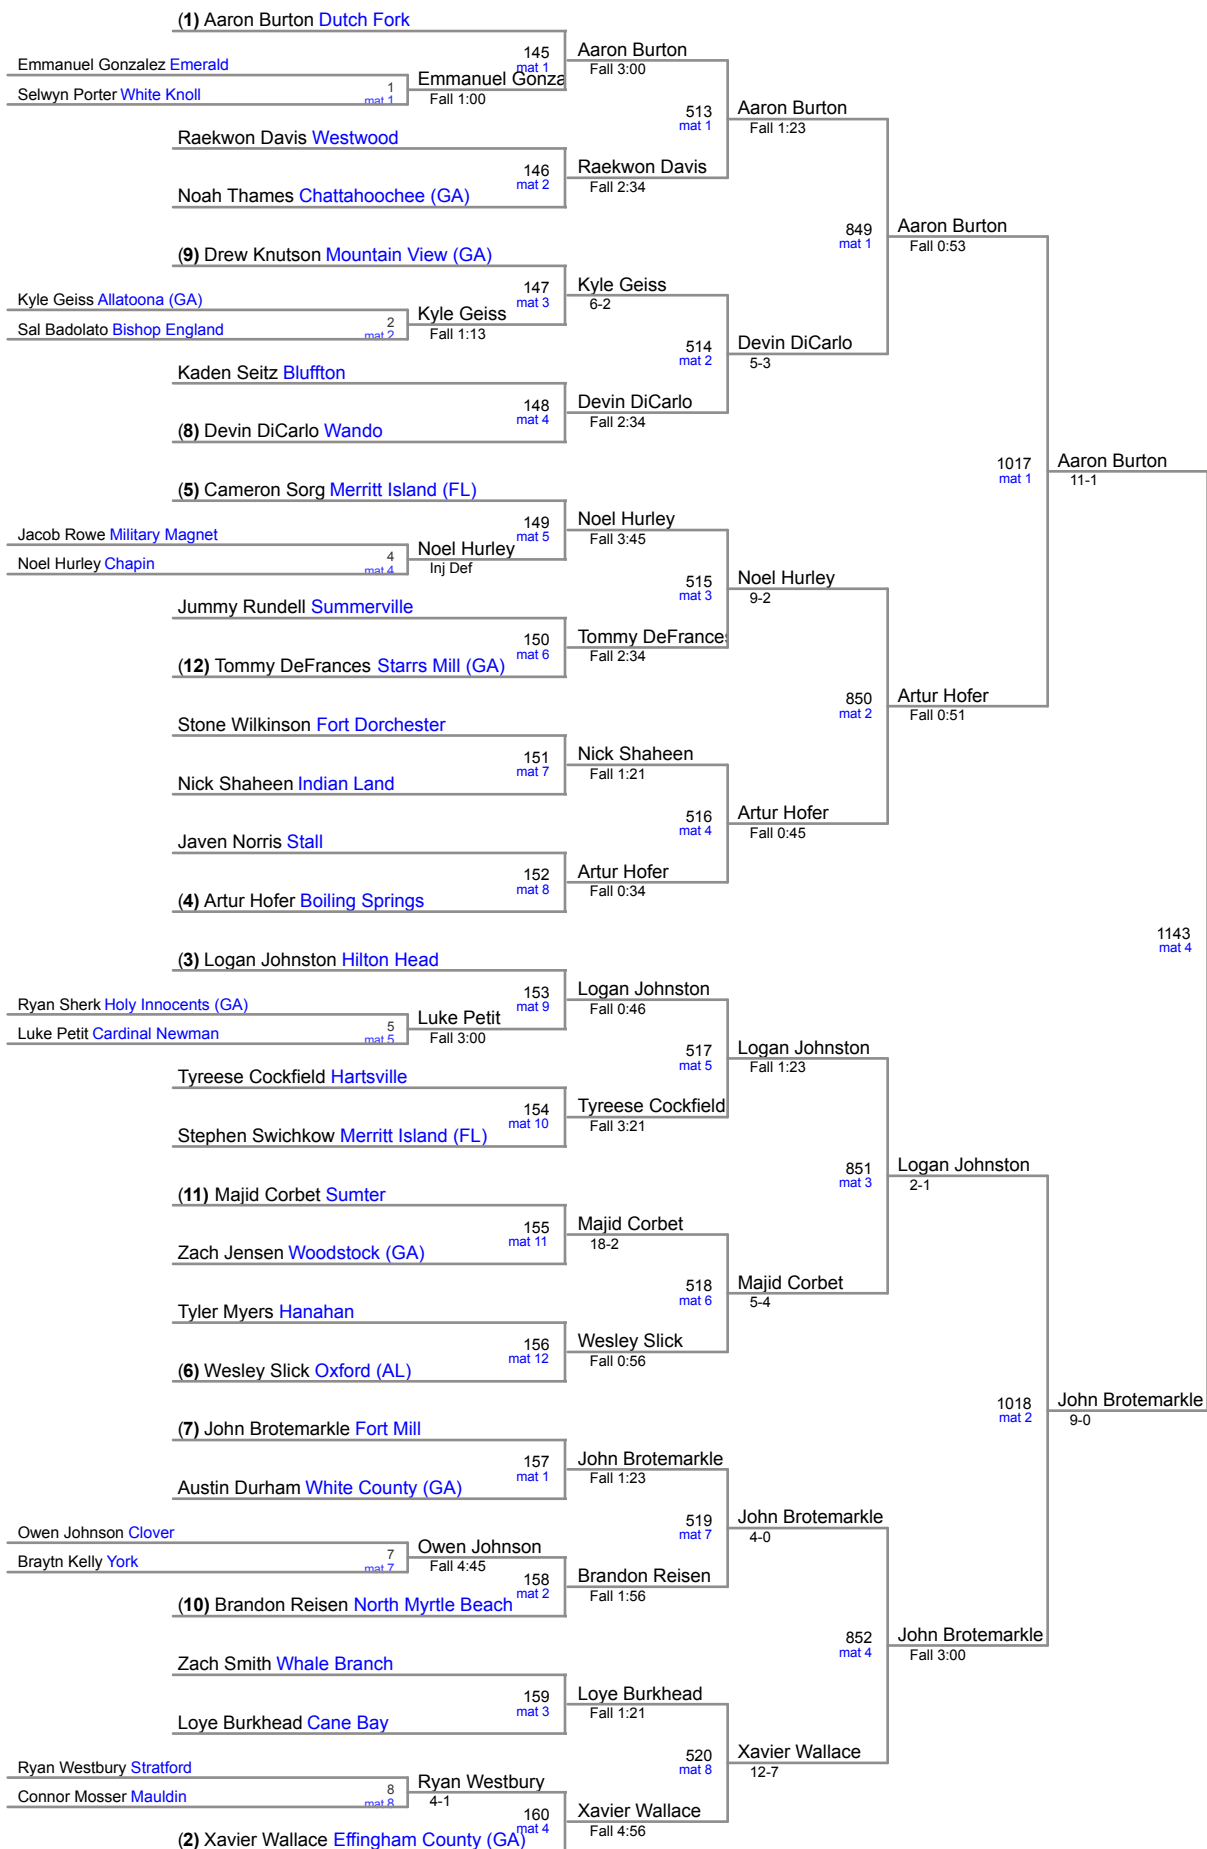 (1) Aaron Burton Dutch Fork
145
mat 1
Aaron Burton
Fall 3:00
Emmanuel Gonzalez Emerald
Selwyn Porter White Knoll
1
mat 1
Emmanuel Gonza
Fall 1:00
513
mat 1
Aaron Burton
Fall 1:23
Raekwon Davis Westwood
146
mat 2
Raekwon Davis
Fall 2:34
Noah Thames Chattahoochee (GA)
849
mat 1
Aaron Burton
Fall 0:53
(9) Drew Knutson Mountain View (GA)
147
mat 3
Kyle Geiss
6-2
Kyle Geiss Allatoona (GA)
Sal Badolato Bishop England
2
mat 2
Kyle Geiss
Fall 1:13
514
mat 2
Devin DiCarlo
5-3
Kaden Seitz Bluffton
148
mat 4
Devin DiCarlo
Fall 2:34
(8) Devin DiCarlo Wando
1017
mat 1
Aaron Burton
11-1
(5) Cameron Sorg Merritt Island (FL)
149
mat 5
Noel Hurley
Fall 3:45
Jacob Rowe Military Magnet
Noel Hurley Chapin
4
mat 4
Noel Hurley
Inj Def
515
mat 3
Noel Hurley
9-2
Jummy Rundell Summerville
150
mat 6
Tommy DeFrances
Fall 2:34
(12) Tommy DeFrances Starrs Mill (GA)
850
mat 2
Artur Hofer
Fall 0:51
Stone Wilkinson Fort Dorchester
151
mat 7
Nick Shaheen
Fall 1:21
Nick Shaheen Indian Land
516
mat 4
Artur Hofer
Fall 0:45
Javen Norris Stall
152
mat 8
Artur Hofer
Fall 0:34
(4) Artur Hofer Boiling Springs
1143
mat 4
(3) Logan Johnston Hilton Head
153
mat 9
Logan Johnston
Fall 0:46
Ryan Sherk Holy Innocents (GA)
Luke Petit Cardinal Newman
5
mat 5
Luke Petit
Fall 3:00
517
mat 5
Logan Johnston
Fall 1:23
Tyreese Cockfield Hartsville
154
mat 10
Tyreese Cockfield
Fall 3:21
Stephen Swichkow Merritt Island (FL)
851
mat 3
Logan Johnston
2-1
(11) Majid Corbet Sumter
155
mat 11
Majid Corbet
18-2
Zach Jensen Woodstock (GA)
518
mat 6
Majid Corbet
5-4
Tyler Myers Hanahan
156
mat 12
Wesley Slick
Fall 0:56
(6) Wesley Slick Oxford (AL)
1018
mat 2
John Brotemarkle
9-0
(7) John Brotemarkle Fort Mill
157
mat 1
John Brotemarkle
Fall 1:23
Austin Durham White County (GA)
519
mat 7
John Brotemarkle
4-0
Owen Johnson Clover
Braytn Kelly York
7
mat 7
Owen Johnson
Fall 4:45
158
mat 2
Brandon Reisen
Fall 1:56
(10) Brandon Reisen North Myrtle Beach
852
mat 4
John Brotemarkle
Fall 3:00
Zach Smith Whale Branch
159
mat 3
Loye Burkhead
Fall 1:21
Loye Burkhead Cane Bay
520
mat 8
Xavier Wallace
12-7
Ryan Westbury Stratford
Connor Mosser Mauldin
8
mat 8
Ryan Westbury
4-1
160
mat 4
Xavier Wallace
Fall 4:56
(2) Xavier Wallace Effingham County (GA)